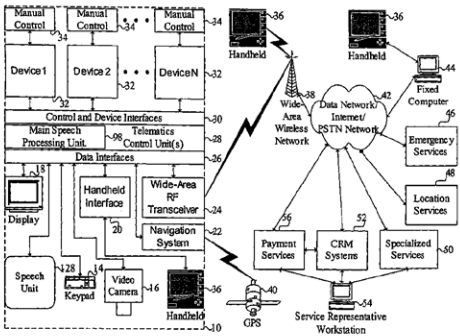 Manual Control
34
Manual Control
34
Manual Control
34
Device 1
32
Device 2
32
Device N
32
Control and Device Interfaces
30
Main Speech Processing Unit
98
Telematics Control Unit(s)
28
Data Interfaces
26
18
Display
Handheld Interface
20
Wide-Area RF Transceiver
24
Navigation System
22
Speech Unit
128
14
Keypad
Video Camera
16
36
Handheld
10
36
Handheld
38
Wide-Area Wireless Network
42
Data Network/ Internet/ PSTN Network
36
Handheld
44
Fixed Computer
46
Emergency Services
48
Location Services
56
Payment Services
52
CRM Systems
Specialized Services
50
40
GPS
54
Service Representative Workstation